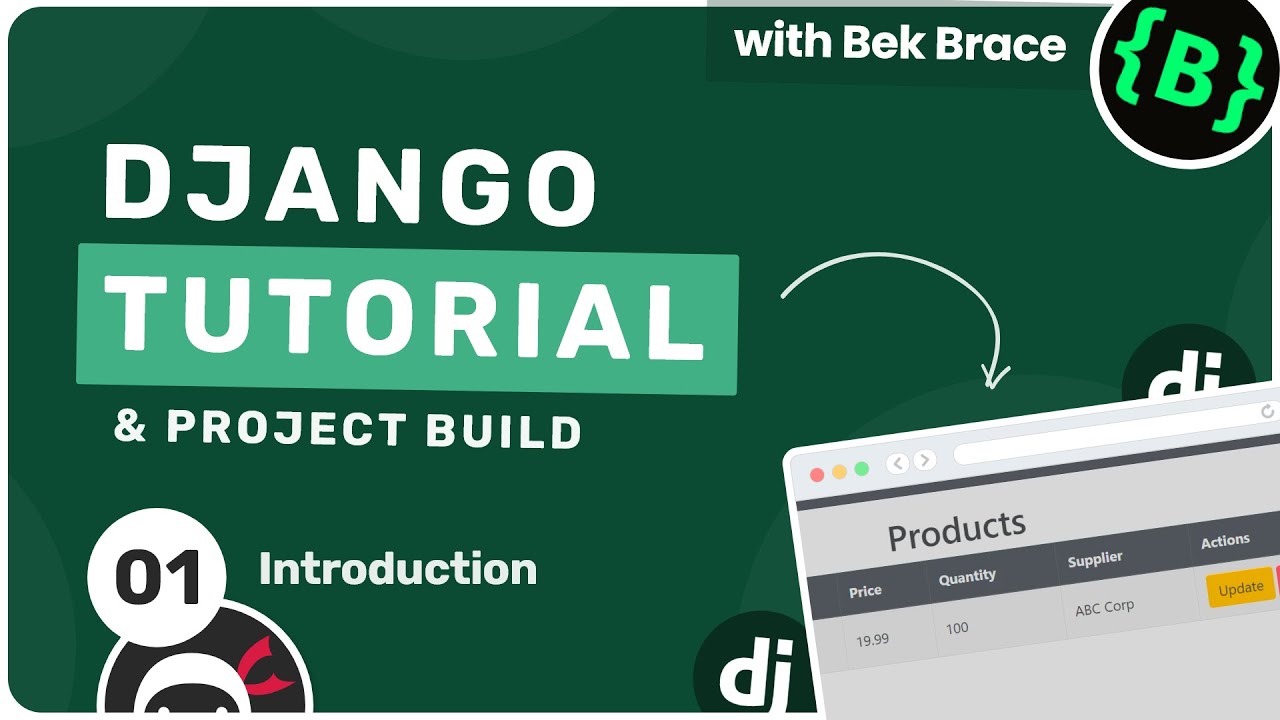 with Bek Brace
{B}
DJANGO
TUTORIAL
& PROJECT BUILD
01
Introduction
dj
dj
Products
Price Quantity Supplier Actions
19.99 100 ABC Corp Update